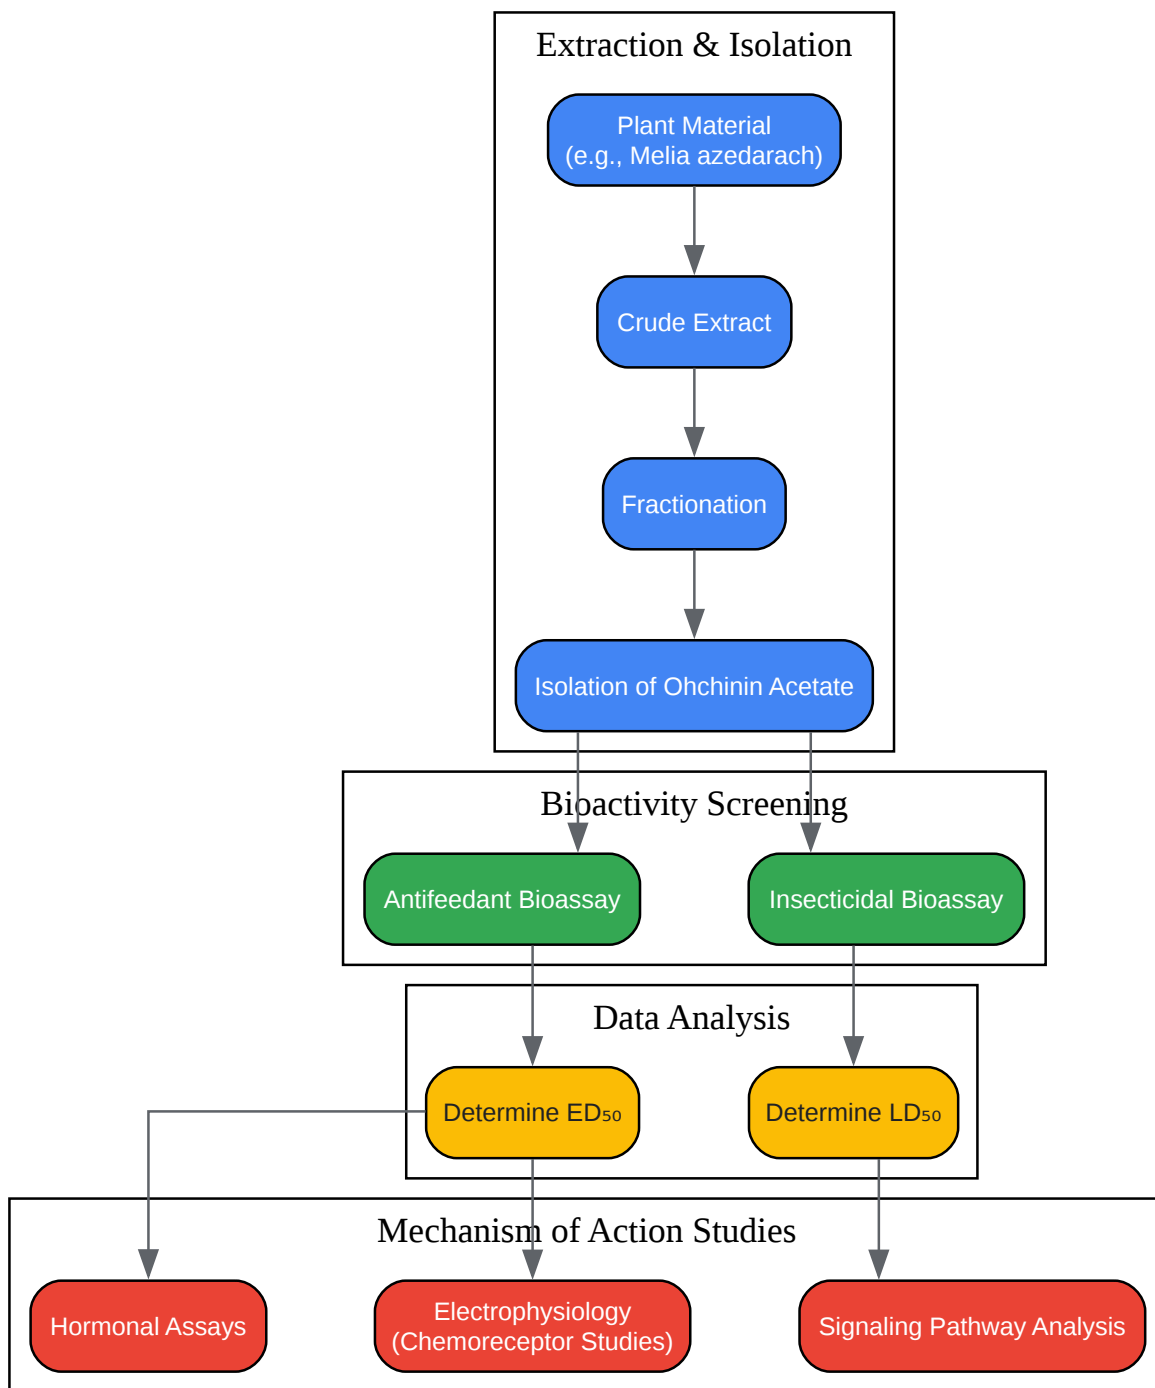 Extraction & Isolation
Plant Material
(e.g., Melia azedarach)
Crude Extract
Fractionation
Isolation of Ohchinin Acetate
Bioactivity Screening
Antifeedant Bioassay
Insecticidal Bioassay
Data Analysis
Determine ED₅₀
Determine LD₅₀
Mechanism of Action Studies
Hormonal Assays
Electrophysiology
(Chemoreceptor Studies)
Signaling Pathway Analysis